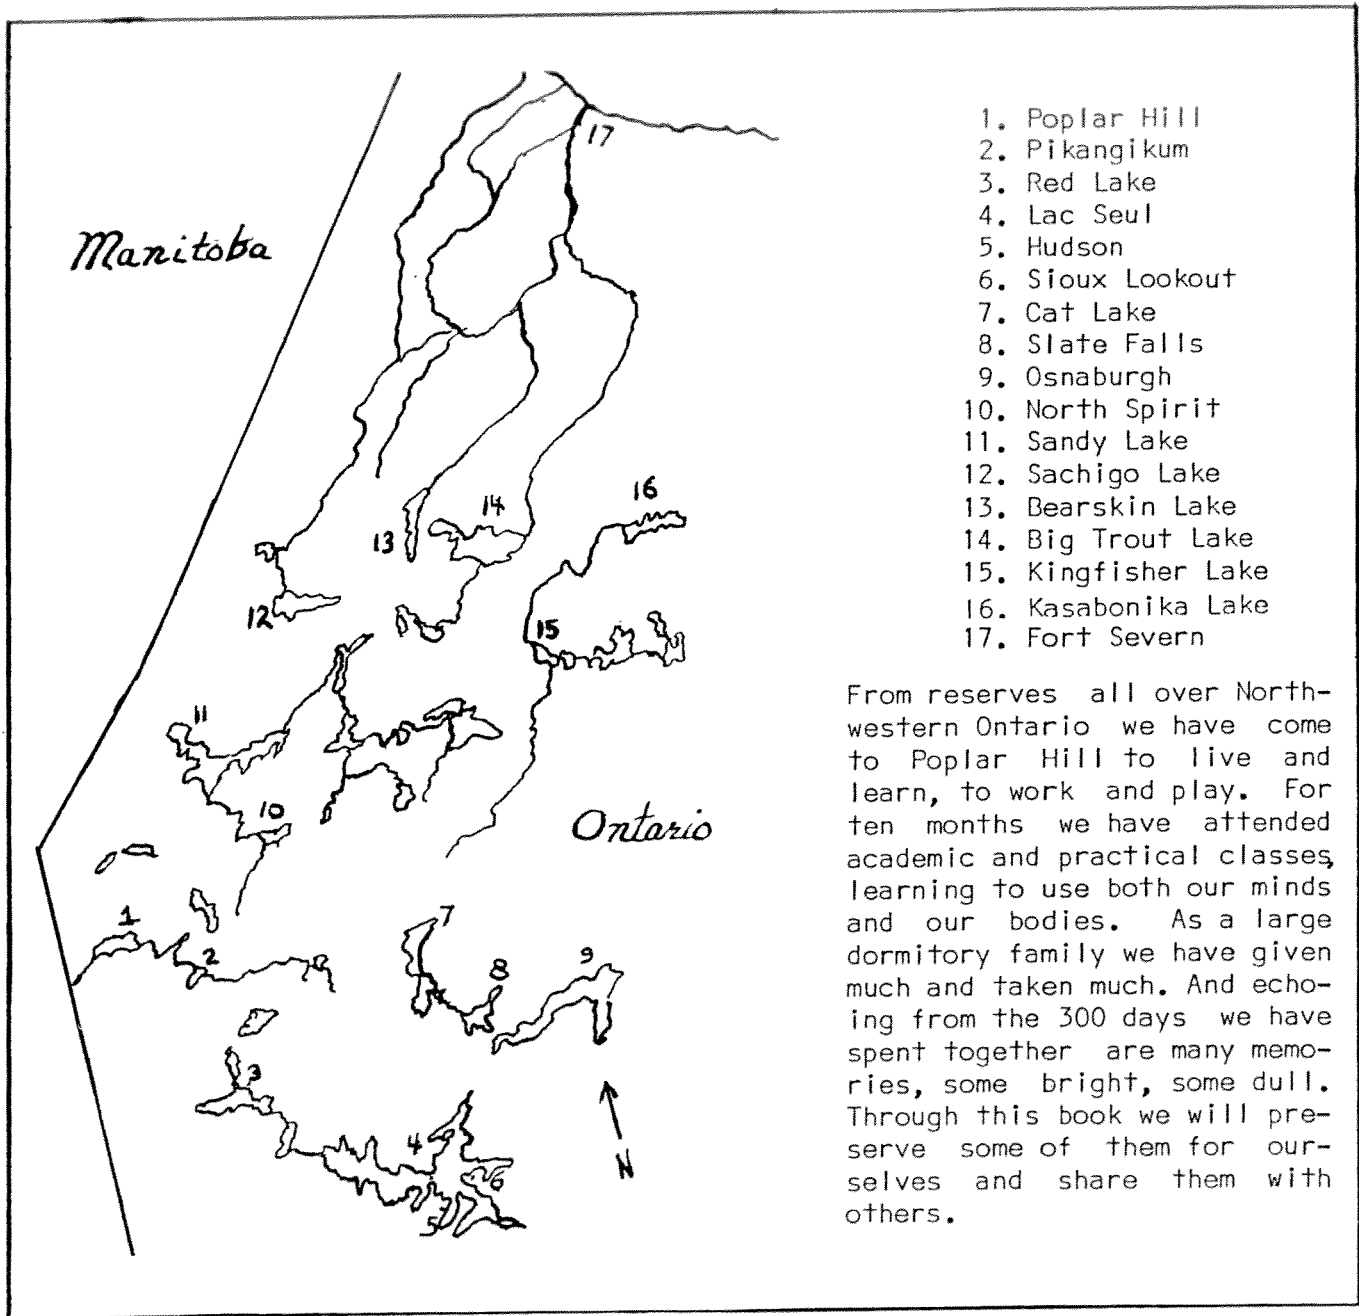 Manitoba
Ontario
17
16
14
13
12
15
11
10
1
2
7
8
9
3
4
6
5
N
1. Poplar Hill
2. Pikangikum
3. Red Lake
4. Lac Seul
5. Hudson
6. Sioux Lookout
7. Cat Lake
8. Slate Falls
9. Osnaburgh
10. North Spirit
11. Sandy Lake
12. Sachigo Lake
13. Bearskin Lake
14. Big Trout Lake
15. Kingfisher Lake
16. Kasabonika Lake
17. Fort Severn
From reserves all over North-
western Ontario we have come
to Poplar Hill to live and
learn, to work and play. For
ten months we have attended
academic and practical classes,
learning to use both our minds
and our bodies. As a large
dormitory family we have given
much and taken much. And echo-
ing from the 300 days we have
spent together are many memo-
ries, some bright, some dull.
Through this book we will pre-
serve some of them for our-
selves and share them with
others.